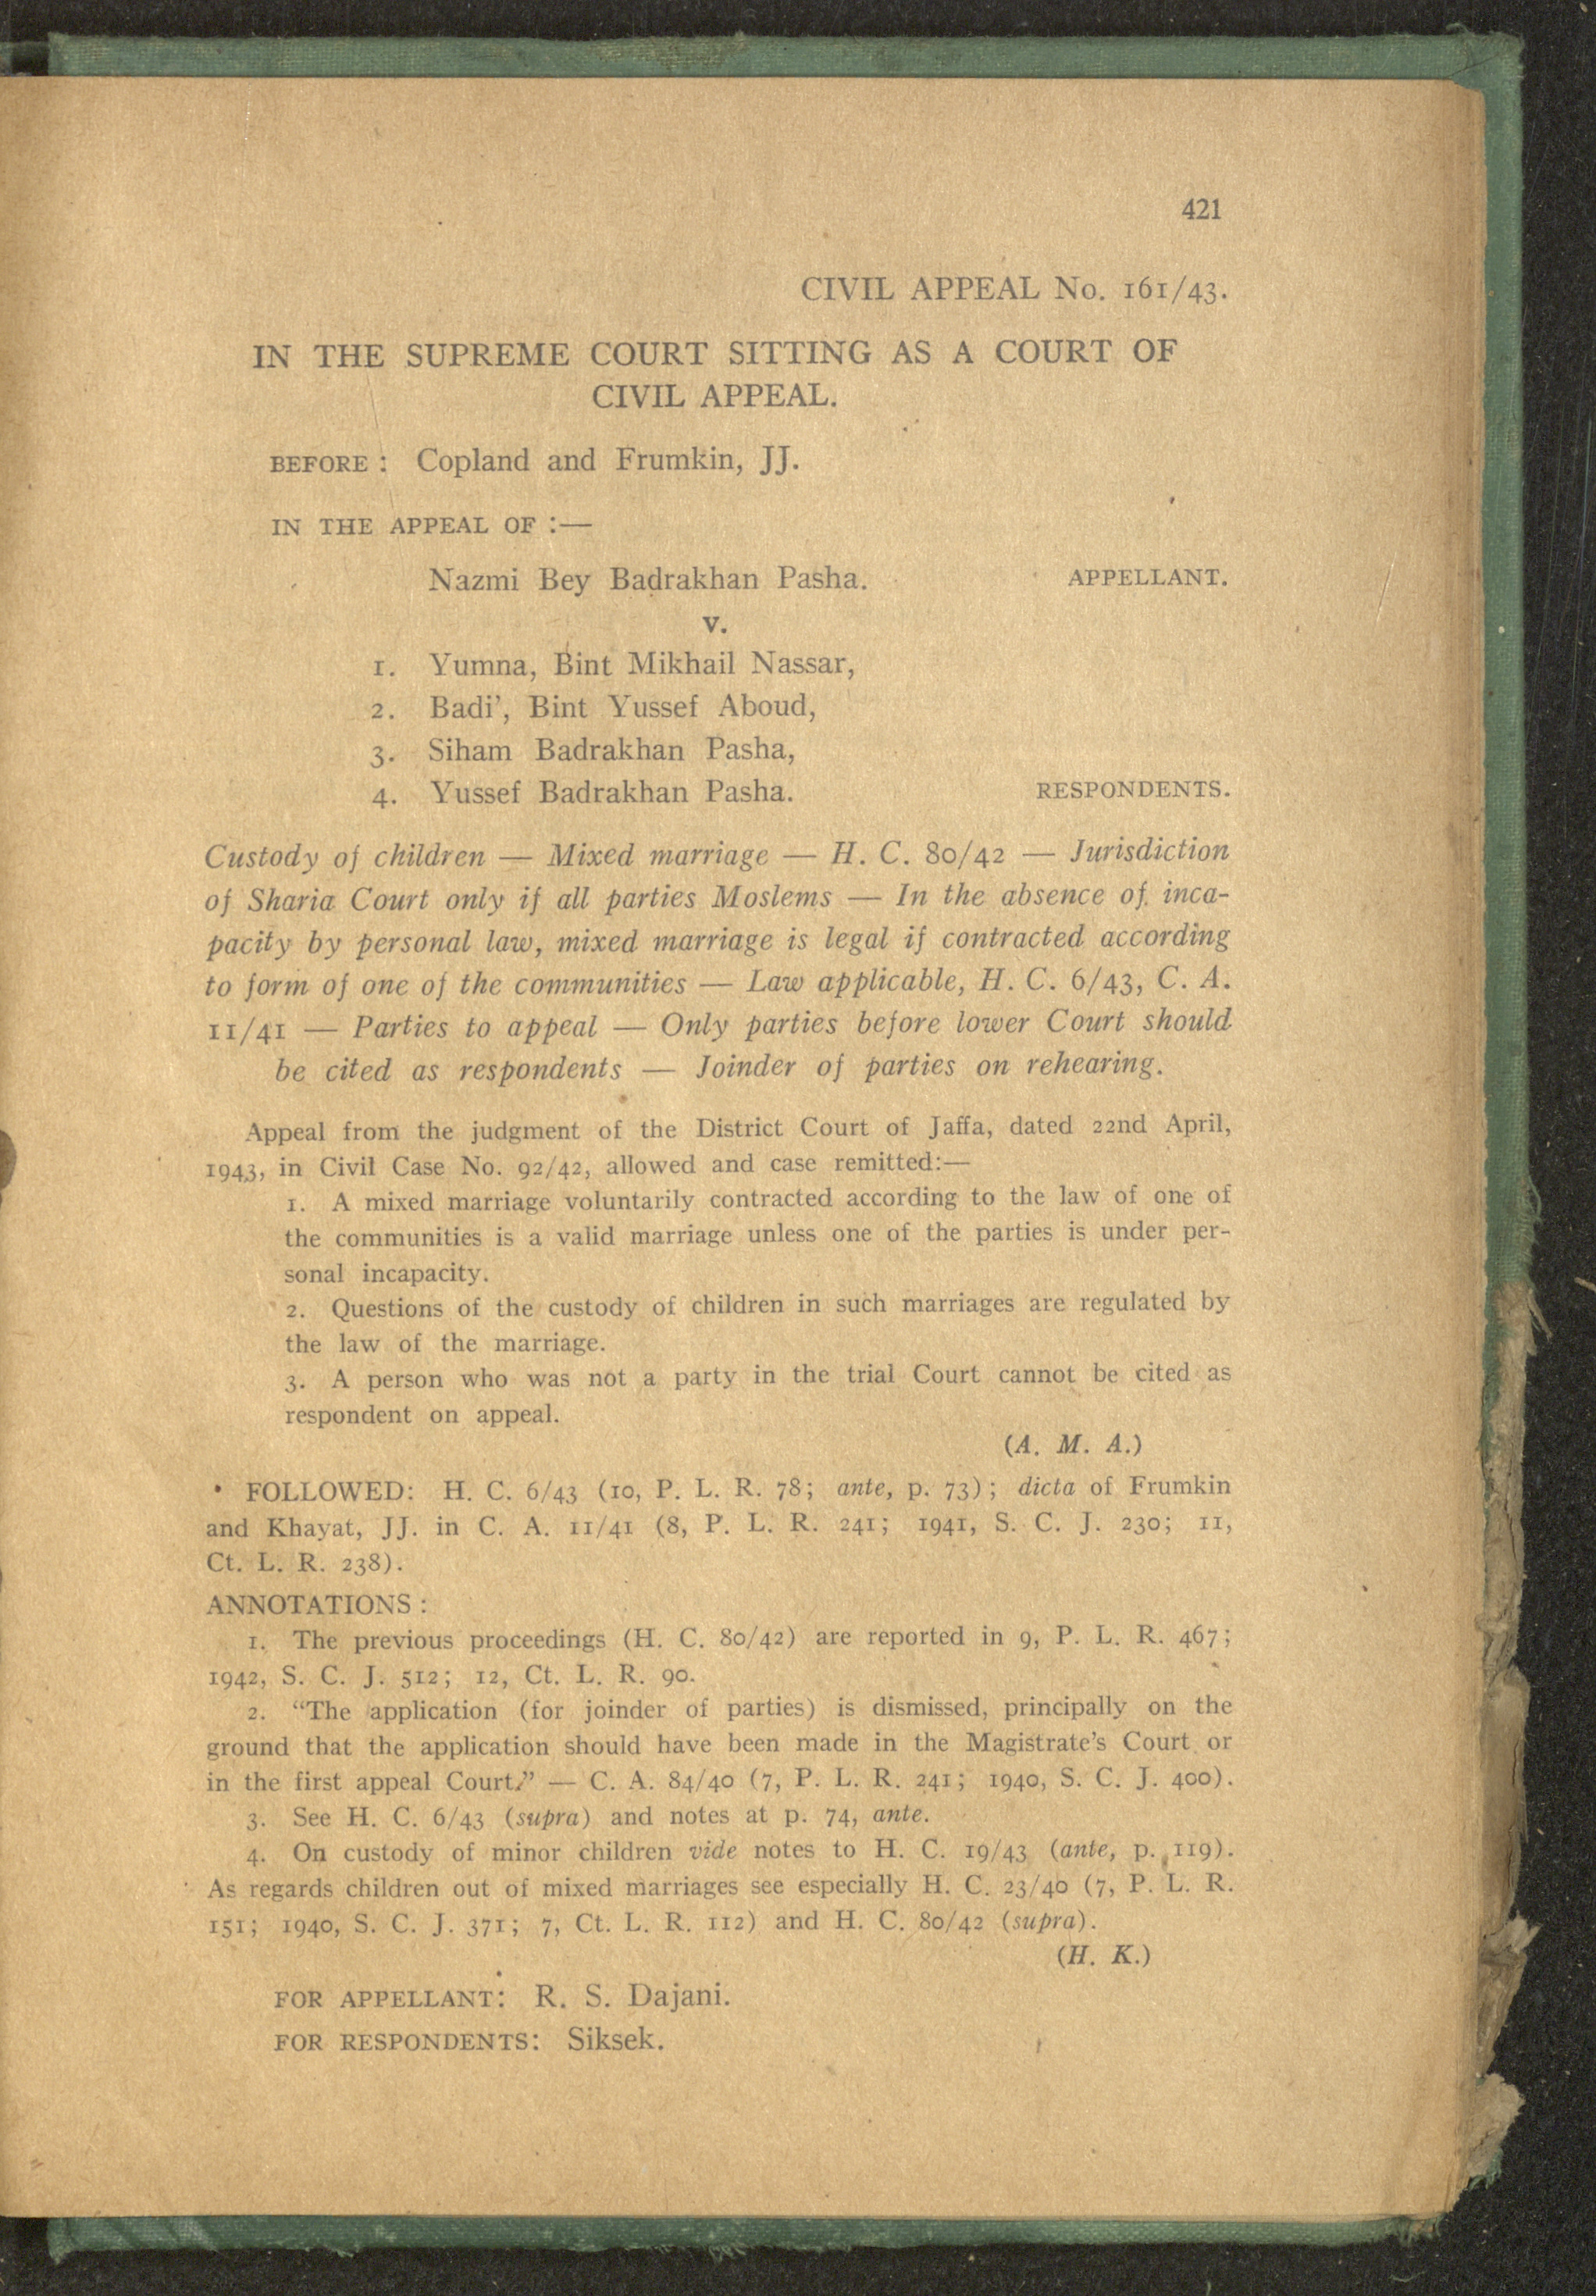 421
CIVIL APPEAL No. 161/43.
IN THE SUPREME COURT SITTING AS A COURT OF
CIVIL APPEAL.
BEFORE : Copland and Frumkin, JJ.
IN THE APPEAL OF :—
Nazmi Bey Badrakhan Pasha. APPELLANT.
v.
1. Yumna, Bint Mikhail Nassar,
2. Badi', Bint Yussef Aboud,
3. Siham Badrakhan Pasha,
4. Yussef Badrakhan Pasha. RESPONDENTS.
Custody of children — Mixed marriage — H. C. 80/42 — Jurisdiction
of Sharia Court only if all parties Moslems — In the absence of inca-
pacity by personal law, mixed marriage is legal if contracted according
to form of one of the communities — Law applicable, H. C. 6/43, C. A.
11/41 — Parties to appeal — Only parties before lower Court should
be cited as respondents — Joinder of parties on rehearing.
Appeal from the judgment of the District Court of Jaffa, dated 22nd April,
1943, in Civil Case No. 92/42, allowed and case remitted:—
1. A mixed marriage voluntarily contracted according to the law of one of
the communities is a valid marriage unless one of the parties is under per-
sonal incapacity.
2. Questions of the custody of children in such marriages are regulated by
the law of the marriage.
3. A person who was not a party in the trial Court cannot be cited as
respondent on appeal.
(A. M. A.)
FOLLOWED: H. C. 6/43 (10, P. L. R. 78; ante, p. 73); dicta of Frumkin
and Khayat, JJ. in C. A. 11/41 (8, P. L. R. 241; 1941, S. C. J. 230; 11,
Ct. L. R. 238).
ANNOTATIONS :
1. The previous proceedings (H. C. 80/42) are reported in 9, P. L. R. 467;
1942, S. C. J. 512; 12, Ct. L. R. 90.
2. "The application (for joinder of parties) is dismissed, principally on the
ground that the application should have been made in the Magistrate's Court or
in the first appeal Court." — C. A. 84/40 (7, P. L. R. 241; 1940, S. C. J. 400).
3. See H. C. 6/43 (supra) and notes at p. 74, ante.
4. On custody of minor children vide notes to H. C. 19/43 (ante, p. 119).
As regards children out of mixed marriages see especially H. C. 23/40 (7, P. L. R.
151; 1940, S. C. J. 371; 7, Ct. L. R. 112) and H. C. 80/42 (supra).
(H. K.)
FOR APPELLANT: R. S. Dajani.
FOR RESPONDENTS: Siksek.